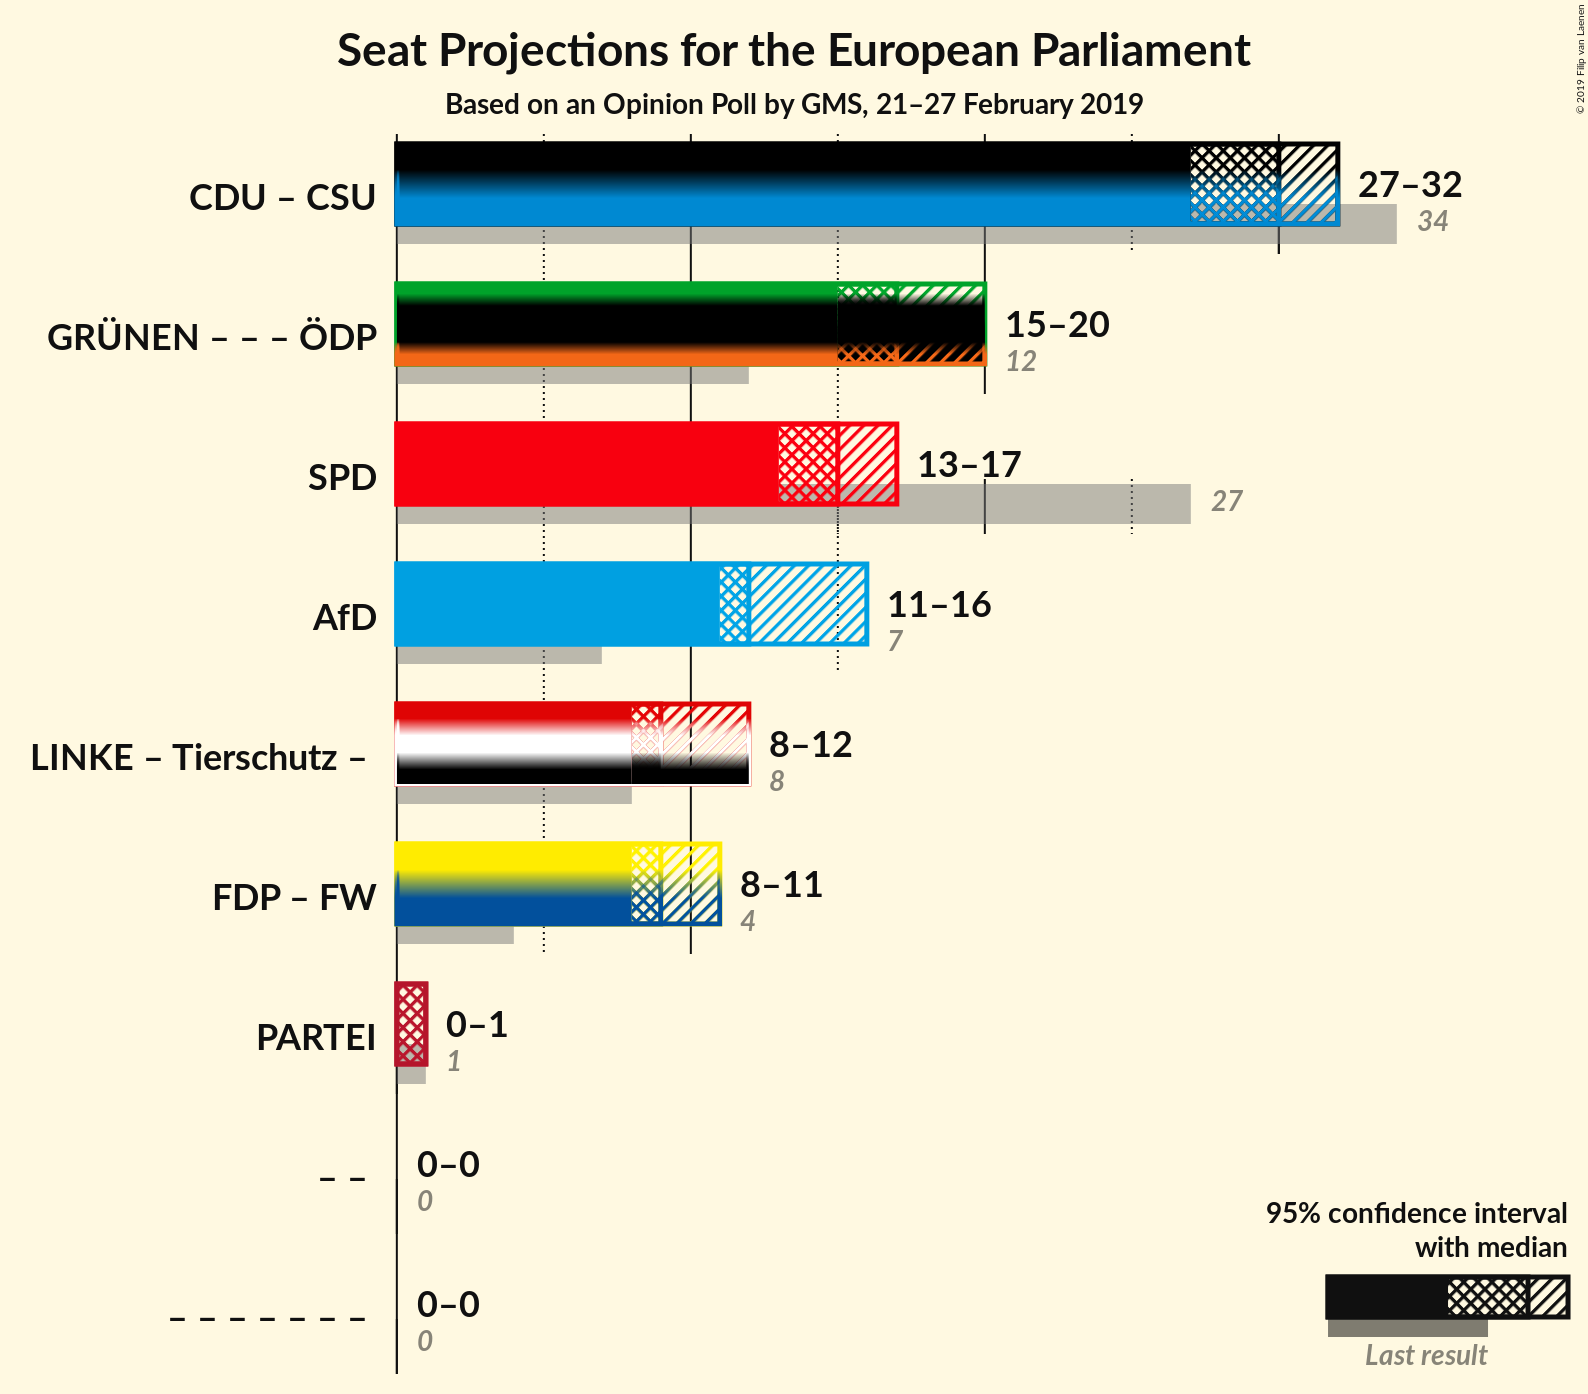 Seat Projections for the European Parliament
Based on an Opinion Poll by GMS, 21–27 February 2019
© 2019 Filip van Laenen
CDU – CSU
27–32
34
GRÜNEN – – – ÖDP
15–20
12
SPD
13–17
27
AfD
11–16
7
LINKE – Tierschutz –
8–12
8
FDP – FW
8–11
4
PARTEI
0–1
1
– –
0–0
0
– – – – – – –
0–0
0
95% confidence interval
with median
Last result